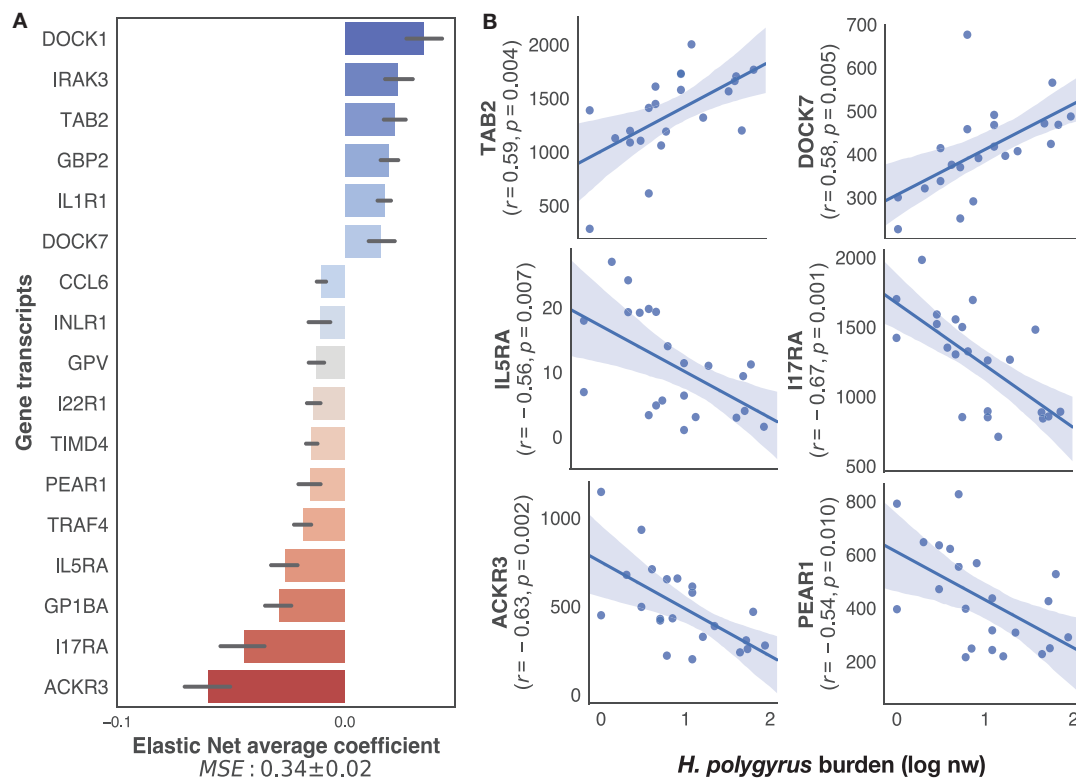 A
DOCK1
IRAK3
TAB2
GBP2
IL1R1
DOCK7
CCL6
INLR1
GPV
I22R1
TIMD4
PEAR1
TRAF4
IL5RA
GP1BA
I17RA
ACKR3
Gene transcripts
−0.1 0.0
Elastic Net average coefficient
MSE : 0.34±0.02
B
TAB2
(r = 0.59, p = 0.004)
2000
1500
1000
500
DOCK7
(r = 0.58, p = 0.005)
700
600
500
400
300
IL5RA
(r = − 0.56, p = 0.007)
20
10
0
I17RA
(r = − 0.67, p = 0.001)
2000
1500
1000
500
ACKR3
(r = − 0.63, p = 0.002)
1000
500
0
0 1 2
PEAR1
(r = − 0.54, p = 0.010)
800
600
400
200
0 1 2
H. polygyrus burden (log nw)